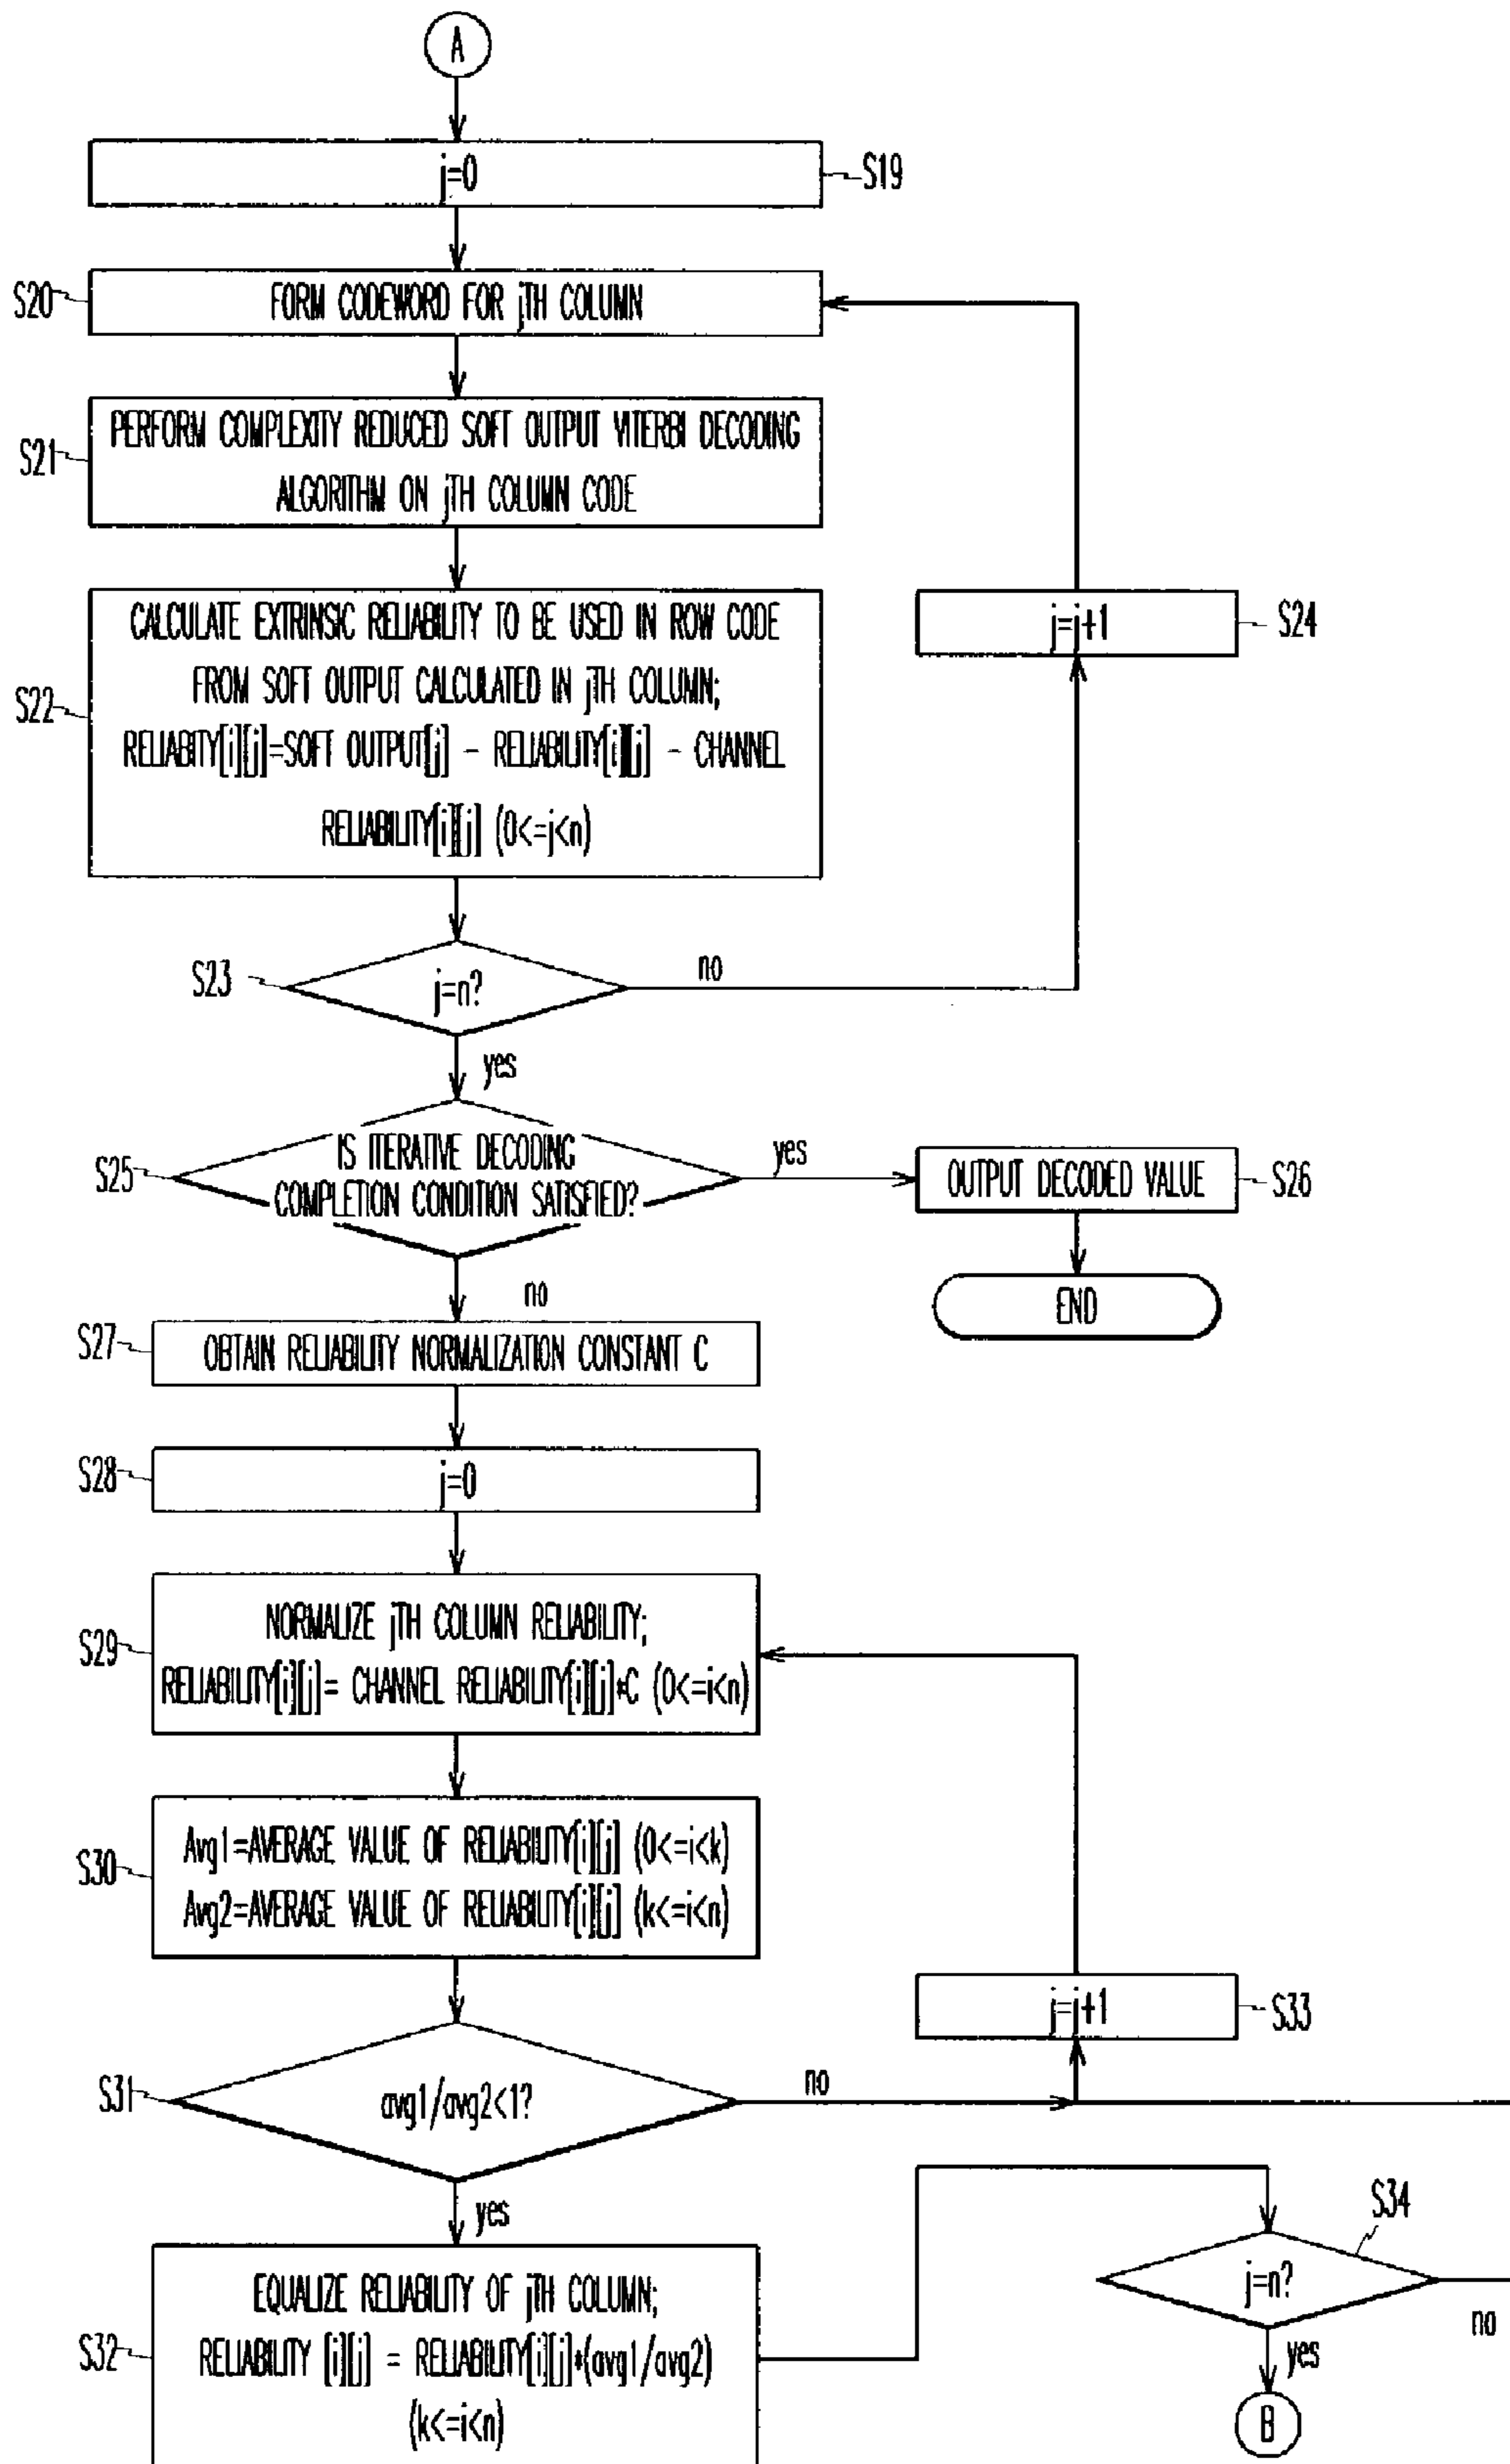 A
j=0
S19
S20
FORM CODEWORD FOR jTH COLUMN
S21
PERFORM COMPLEXITY REDUCED SOFT OUTPUT VITERBI DECODING
ALGORITHM ON jTH COLUMN CODE
S22
CALCULATE EXTRINSIC RELIABILITY TO BE USED IN ROW CODE
FROM SOFT OUTPUT CALCULATED IN jTH COLUMN;
RELIABITY[i][j]=SOFT OUTPUT[j] - RELIABILITY[i][j] - CHANNEL
RELIABILITY[i][j] (0<=j<n)
j=j+1
S24
S23
j=n?
no
yes
S25
IS ITERATIVE DECODING
COMPLETION CONDITION SATISFIED?
yes
OUTPUT DECODED VALUE
S26
no
END
S27
OBTAIN RELIABILITY NORMALIZATION CONSTANT C
S28
j=0
S29
NORMALIZE jTH COLUMN RELIABILITY;
RELIABILITY[i][j]= CHANNEL RELIABILITY[i][j]*C (0<=i<n)
S30
Avg1=AVERAGE VALUE OF RELIABILITY[i][j] (0<=i<k)
Avg2=AVERAGE VALUE OF RELIABILITY[i][j] (k<=i<n)
j=j+1
S33
S31
avg1/avg2<1?
no
yes
S34
S32
EQUALIZE RELIABILITY OF jTH COLUMN;
RELIABILITY [i][j] = RELIABILITY[i][j]*(avg1/avg2)
(k<=i<n)
j=n?
no
yes
B